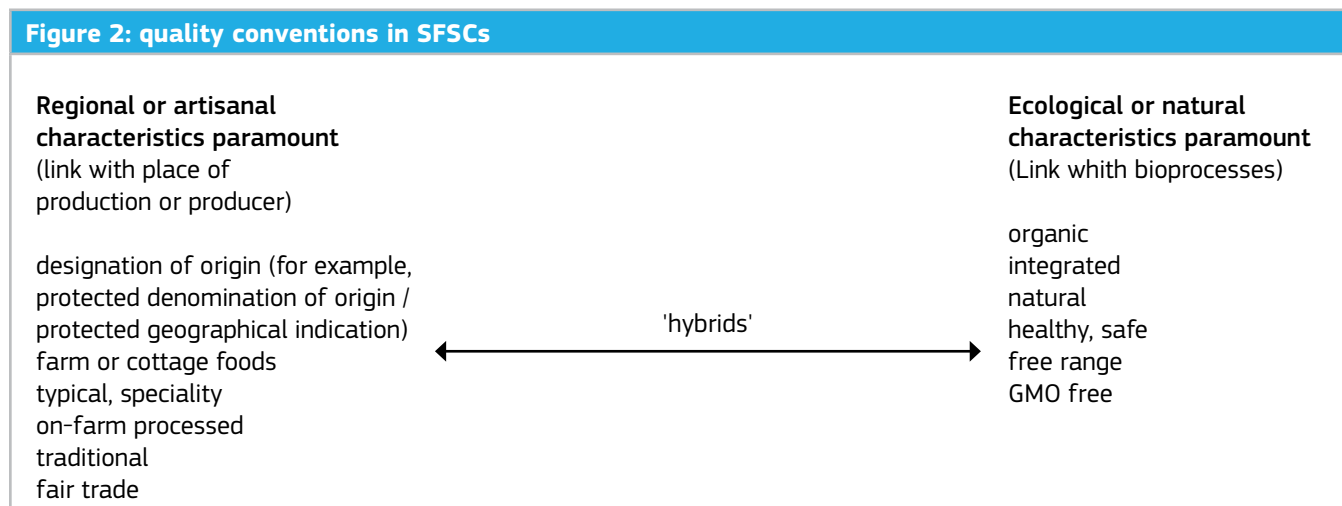 Figure 2: quality conventions in SFSCs
Regional or artisanal
characteristics paramount
(link with place of
production or producer)
designation of origin (for example,
protected denomination of origin /
protected geographical indication)
farm or cottage foods
typical, speciality
on-farm processed
traditional
fair trade
'hybrids'
Ecological or natural
characteristics paramount
(Link whith bioprocesses)
organic
integrated
natural
healthy, safe
free range
GMO free